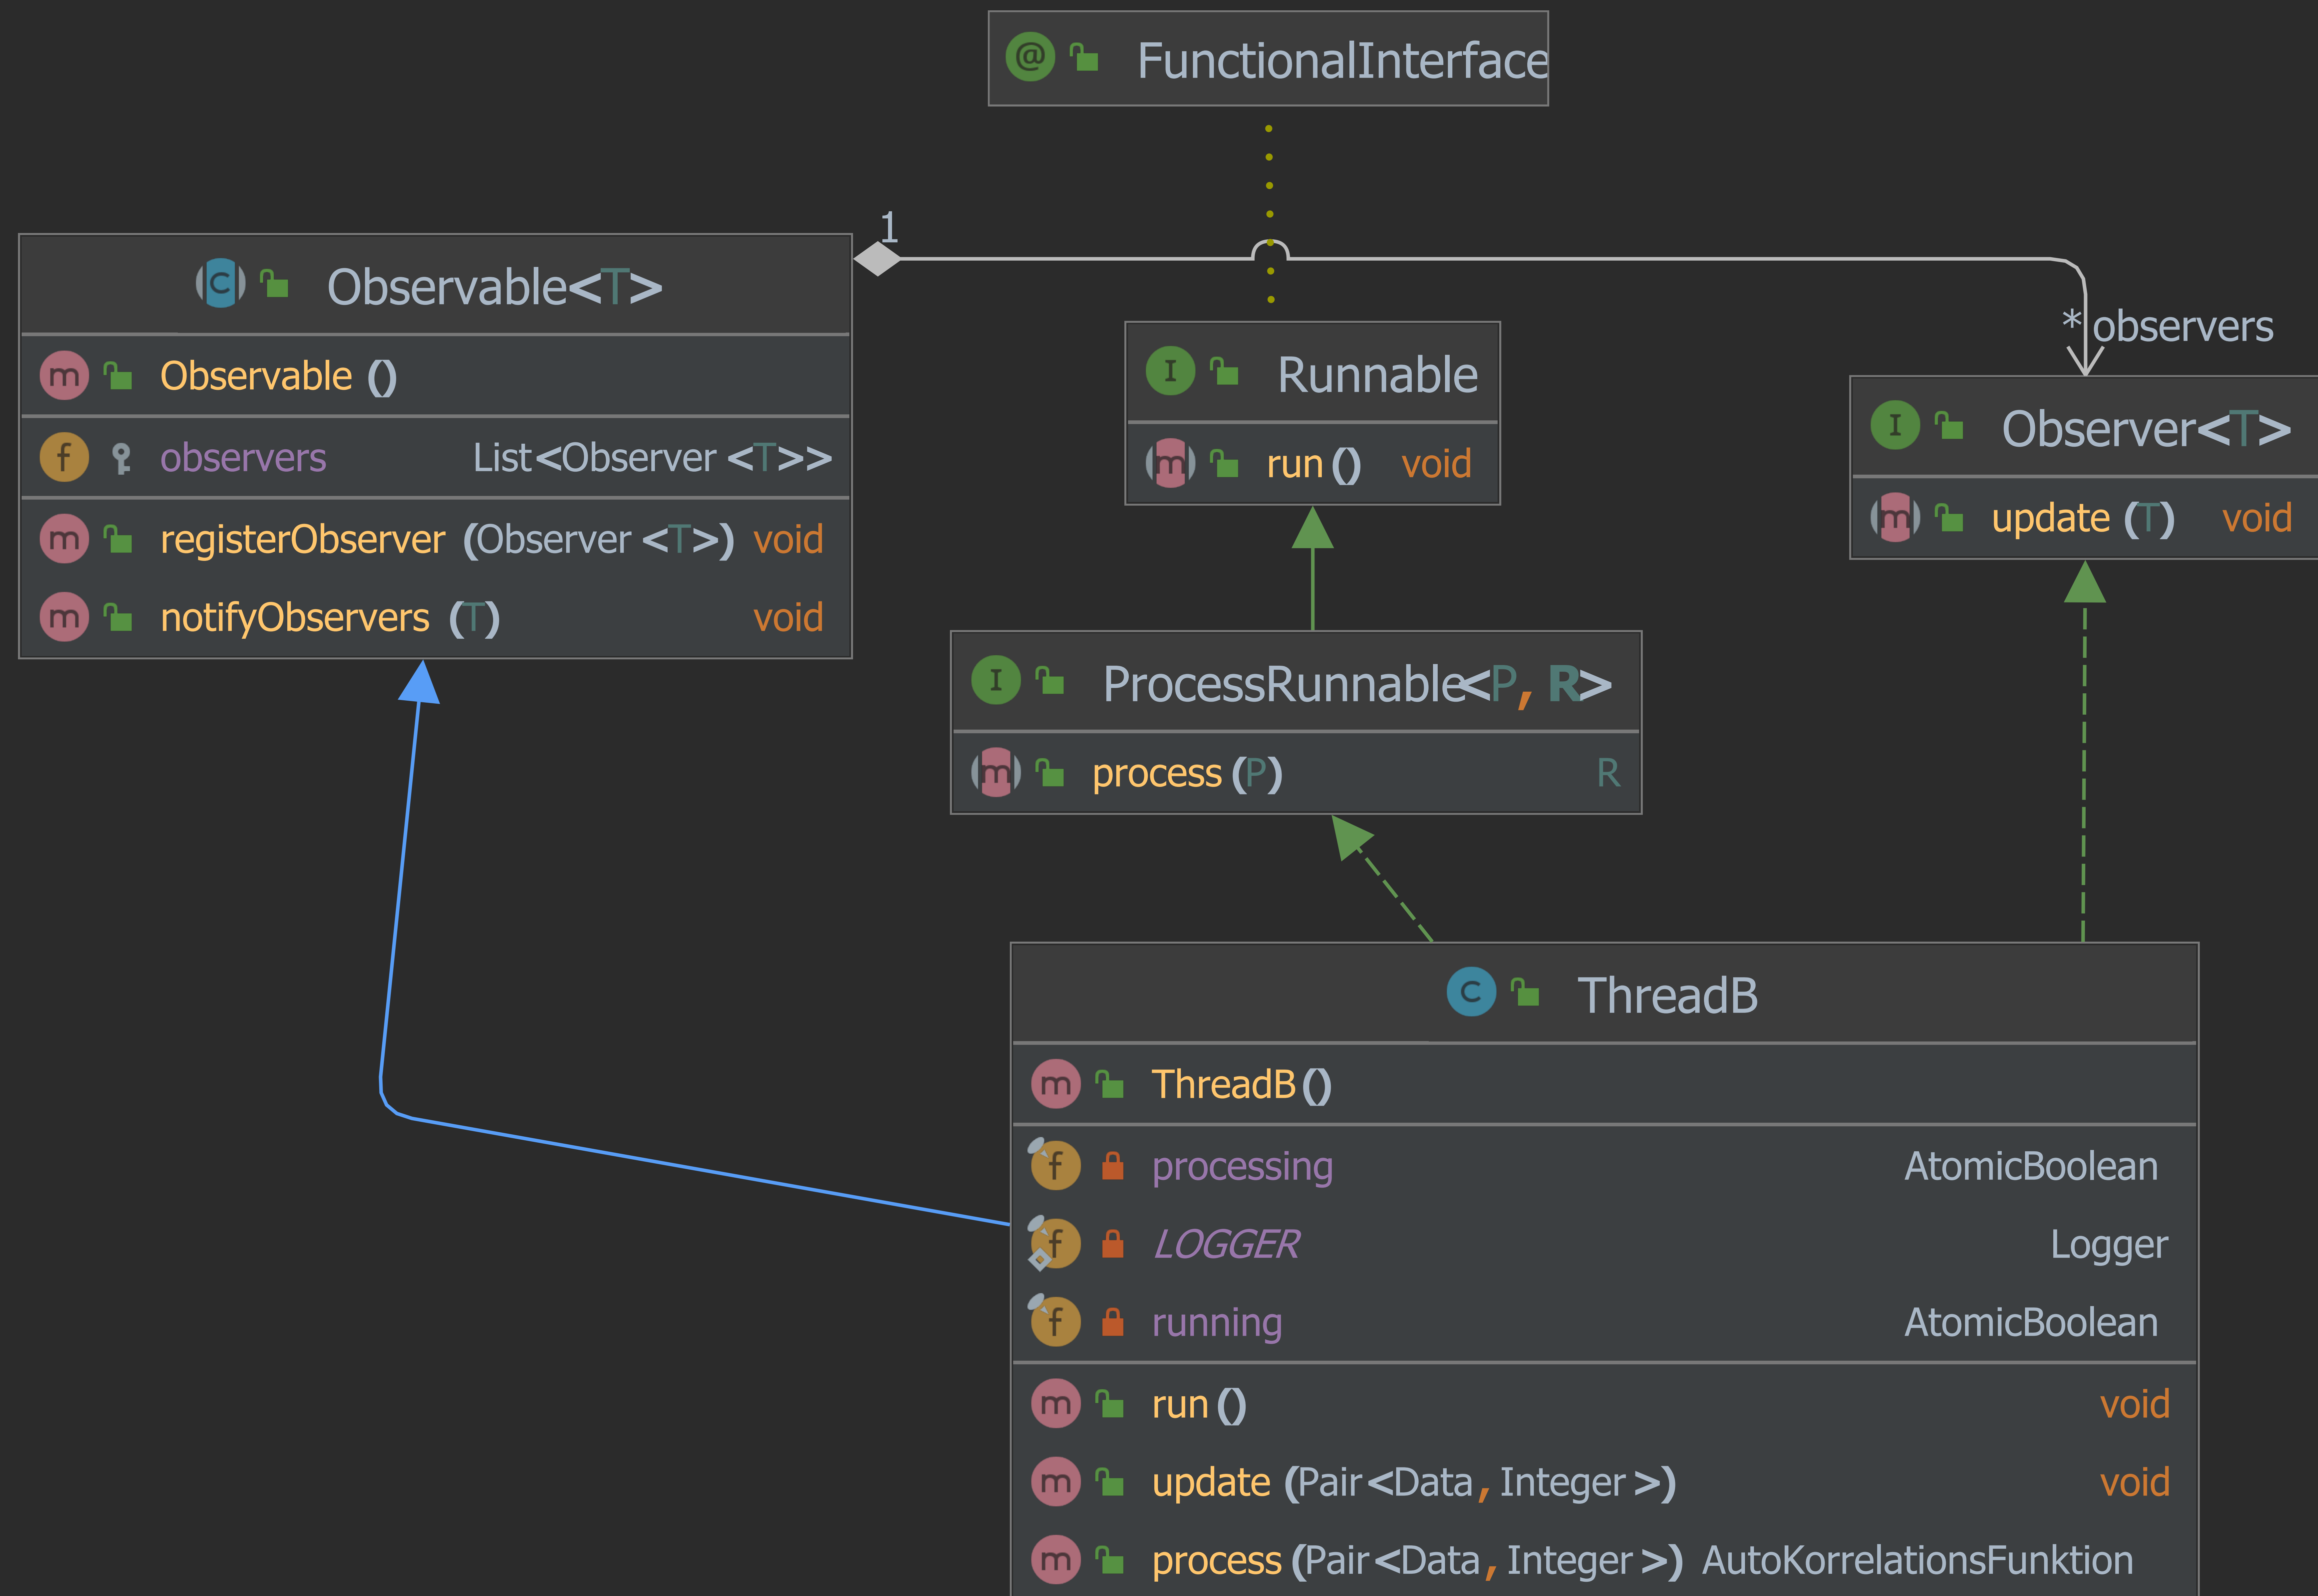 FunctionalInterface
1
Observable<T>
Observable ()
observers List<Observer <T>>
registerObserver (Observer <T>) void
notifyObservers (T) void
Runnable
run () void
* observers
Observer<T>
update (T) void
ProcessRunnable<P, R>
process (P) R
ThreadB
ThreadB ()
processing AtomicBoolean
LOGGER Logger
running AtomicBoolean
run () void
update (Pair <Data , Integer >) void
process (Pair <Data , Integer >) AutoKorrelationsFunktion